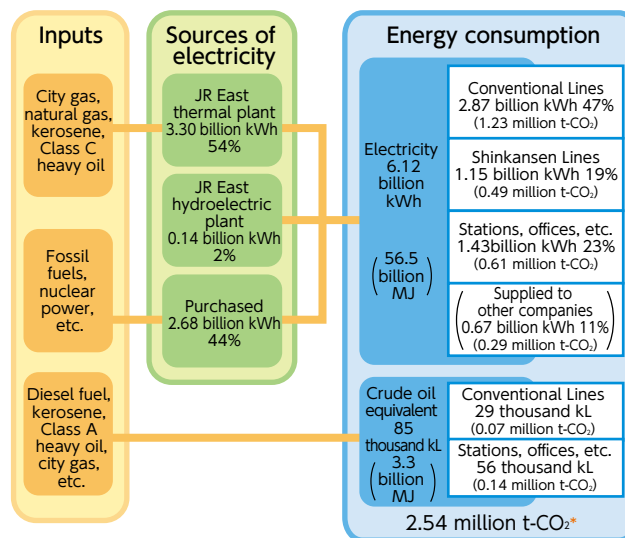 Inputs
City gas,
natural gas,
kerosene,
Class C
heavy oil
Fossil
fuels,
nuclear
power,
etc.
Diesel fuel,
kerosene,
Class A
heavy oil,
city gas,
etc.
Sources of
electricity
JR East
thermal plant
3.30 billion kWh
54%
JR East
hydroelectric
plant
0.14 billion kWh
2%
Purchased
2.68 billion kWh
44%
Energy consumption
Electricity
6.12
billion
kWh
(56.5
billion
MJ)
Conventional Lines
2.87 billion kWh 47%
(1.23 million t-CO₂)
Shinkansen Lines
1.15 billion kWh 19%
(0.49 million t-CO₂)
Stations, offices, etc.
1.43billion kWh 23%
(0.61 million t-CO₂)
(Supplied to
other companies
0.67 billion kWh 11%
(0.29 million t-CO₂))
Crude oil
equivalent
85
thousand kL
(3.3
billion
MJ)
Conventional Lines
29 thousand kL
(0.07 million t-CO₂)
Stations, offices, etc.
56 thousand kL
(0.14 million t-CO₂)
2.54 million t-CO₂*